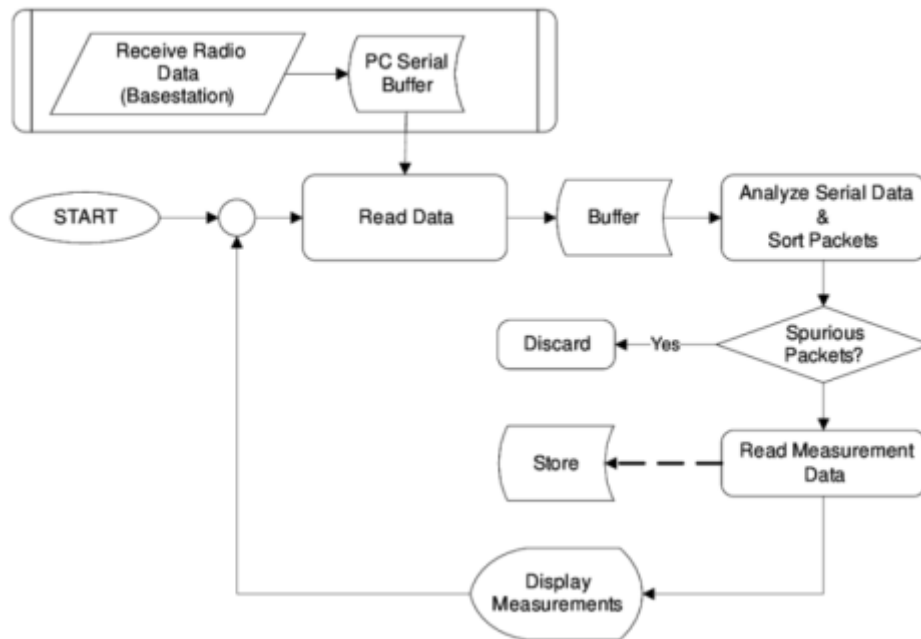 Receive Radio
Data
(Basestation)
PC Serial
Buffer
START
Read Data
Buffer
Analyze Serial Data
&
Sort Packets
Spurious
Packets?
Yes
Discard
Read Measurement
Data
Store
Display
Measurements